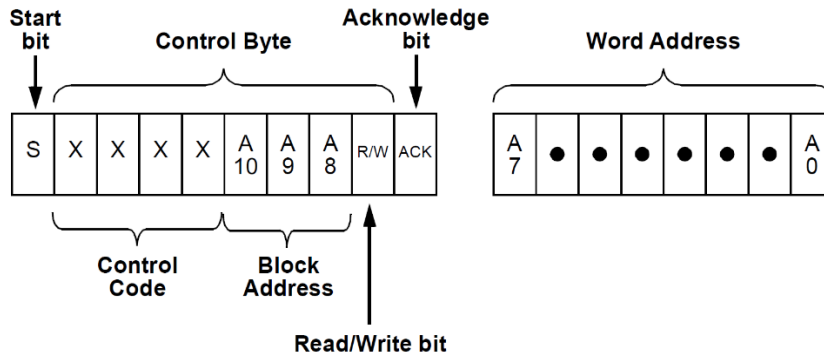 Start
bit
Control Byte
Acknowledge
bit
Word Address
S X X X X A
10 A
9 A
8 R/W ACK
A
7 • • • • • • A
0
Control
Code
Block
Address
Read/Write bit